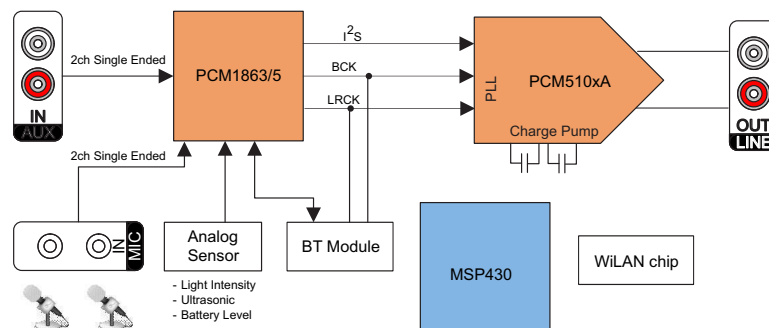 IN
AUX
2ch Single Ended
PCM1863/5
I2S
BCK
LRCK
PLL
PCM510xA
Charge Pump
OUT
LINE
2ch Single Ended
IN
MIC
Analog
Sensor
- Light Intensity
- Ultrasonic
- Battery Level
BT Module
MSP430
WiLAN chip